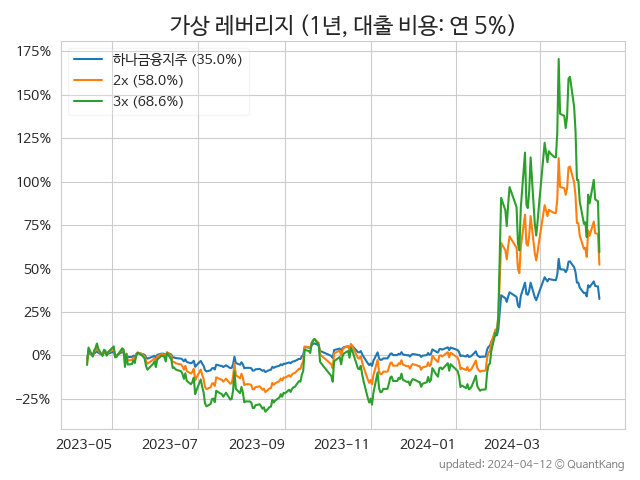 가상 레버리지 (1년, 대출 비용: 연 5%)
175%
150%
125%
100%
75%
50%
25%
0%
−25%
하나금융지주 (35.0%)
2x (58.0%)
3x (68.6%)
2023-05 2023-07 2023-09 2023-11 2024-01 2024-03
updated: 2024-04-12 © QuantKang